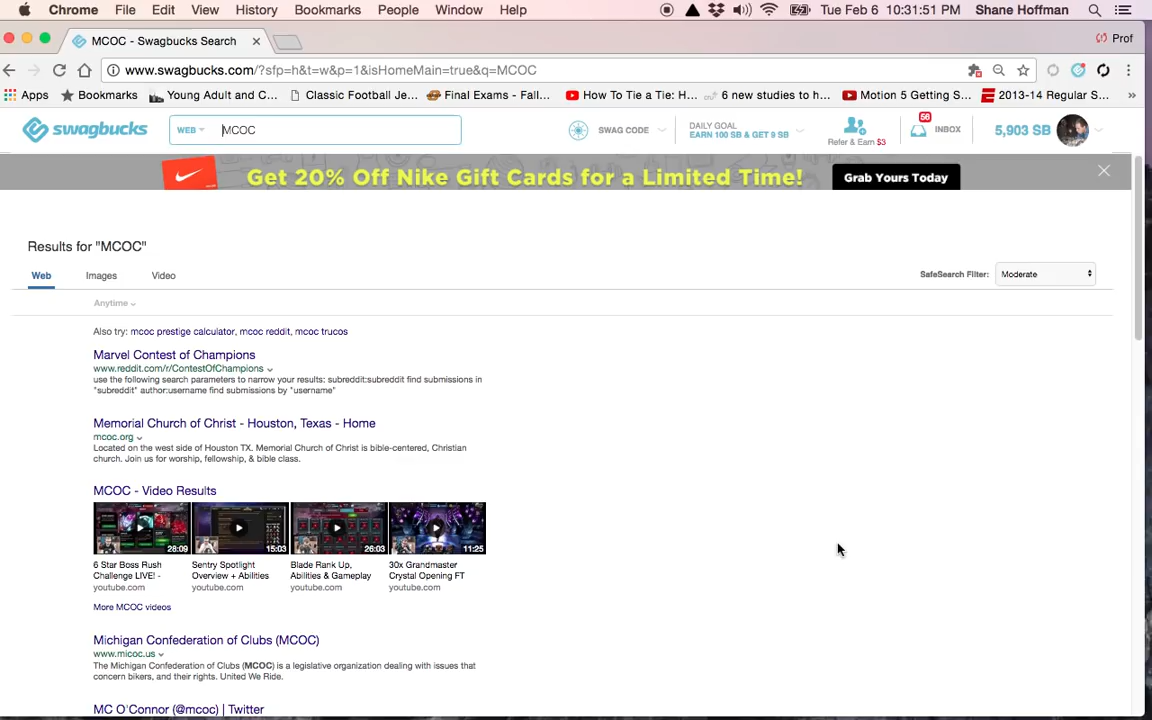 Chrome File Edit View History Bookmarks People Window Help Tue Feb 6 10:31:51 PM Shane Hoffman
MCOC - Swagbucks Search Prof
www.swagbucks.com/?sfp=h&t=w&p=1&isHomeMain=true&q=MCOC
Apps Bookmarks Young Adult and C... Classic Football Je... Final Exams - Fall... How To Tie a Tie: H... 6 new studies to h... Motion 5 Getting S... 2013-14 Regular S... »
swagbucks WEB MCOC SWAG CODE DAILY GOAL
EARN 100 SB & GET 9 SB
Refer & Earn $3
56
INBOX
5,903 SB
Get 20% Off Nike Gift Cards for a Limited Time! Grab Yours Today
Results for "MCOC"
Web Images Video SafeSearch Filter: Moderate
Anytime
Also try: mcoc prestige calculator, mcoc reddit, mcoc trucos
Marvel Contest of Champions
www.reddit.com/r/ContestOfChampions
use the following search parameters to narrow your results: subreddit:subreddit find submissions in
"subreddit" author:username find submissions by "username"
Memorial Church of Christ - Houston, Texas - Home
mcoc.org
Located on the west side of Houston TX. Memorial Church of Christ is bible-centered, Christian
church. Join us for worship, fellowship, & bible class.
MCOC - Video Results
28:09 15:03 26:03 11:25
6 Star Boss Rush Sentry Spotlight Blade Rank Up, 30x Grandmaster
Challenge LIVE! - Overview + Abilities Abilities & Gameplay Crystal Opening FT
youtube.com youtube.com youtube.com youtube.com
More MCOC videos
Michigan Confederation of Clubs (MCOC)
www.micoc.us
The Michigan Confederation of Clubs (MCOC) is a legislative organization dealing with issues that
concern bikers, and their rights. United We Ride.
MC O'Connor (@mcoc) | Twitter